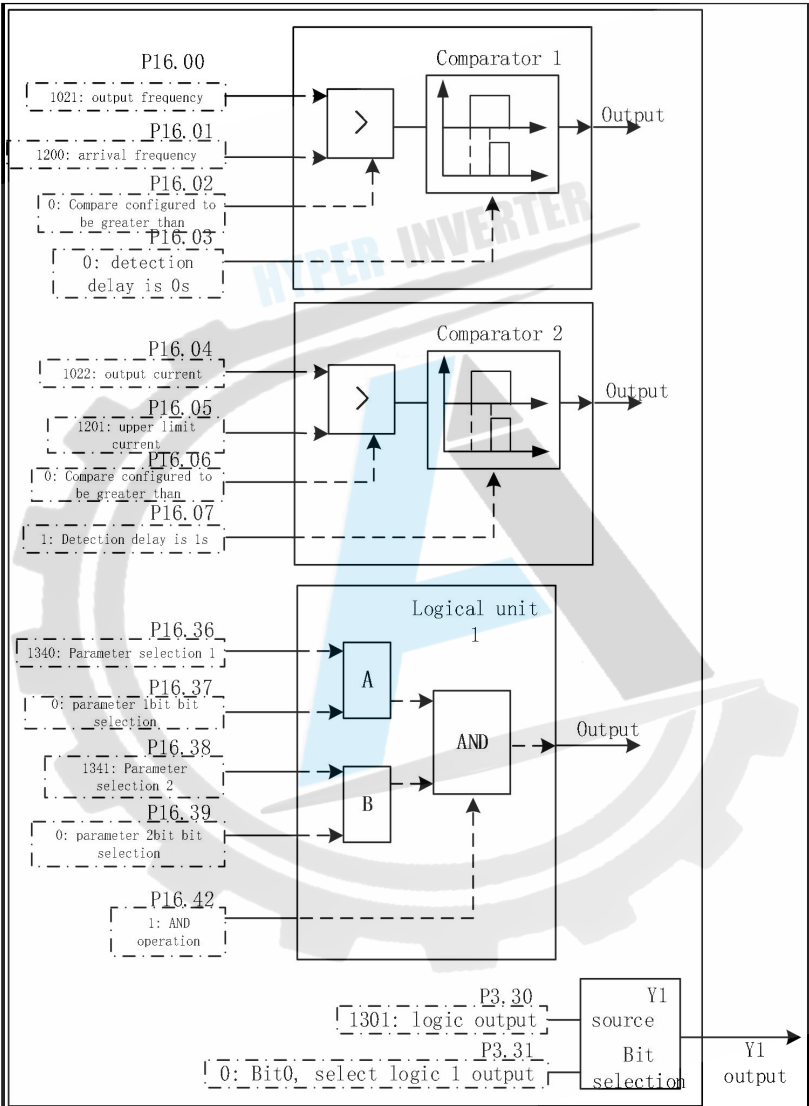 P16.00
Comparator 1
1021: output frequency
>
Output
P16.01
1200: arrival frequency
P16.02
0: Compare configured to
be greater than
P16.03
0: detection
delay is 0s
HYPER INVERTER
P16.04
Comparator 2
1022: output current
>
Output
P16.05
1201: upper limit
current
P16.06
0: Compare configured to
be greater than
P16.07
1: Detection delay is 1s
Logical unit
1
P16.36
1340: Parameter selection 1
A
P16.37
0: parameter 1bit bit
selection
AND
Output
P16.38
1341: Parameter
selection 2
B
P16.39
0: parameter 2bit bit
selection
P16.42
1: AND
operation
P3.30
1301: logic output
Y1
source
P3.31
0: Bit0, select logic 1 output
Bit
selection
Y1
output